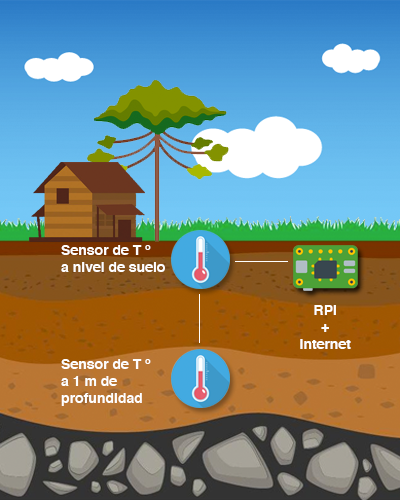 Sensor de T º
a nivel de suelo
RPI
+
Internet
Sensor de T º
a 1 m de
profundidad